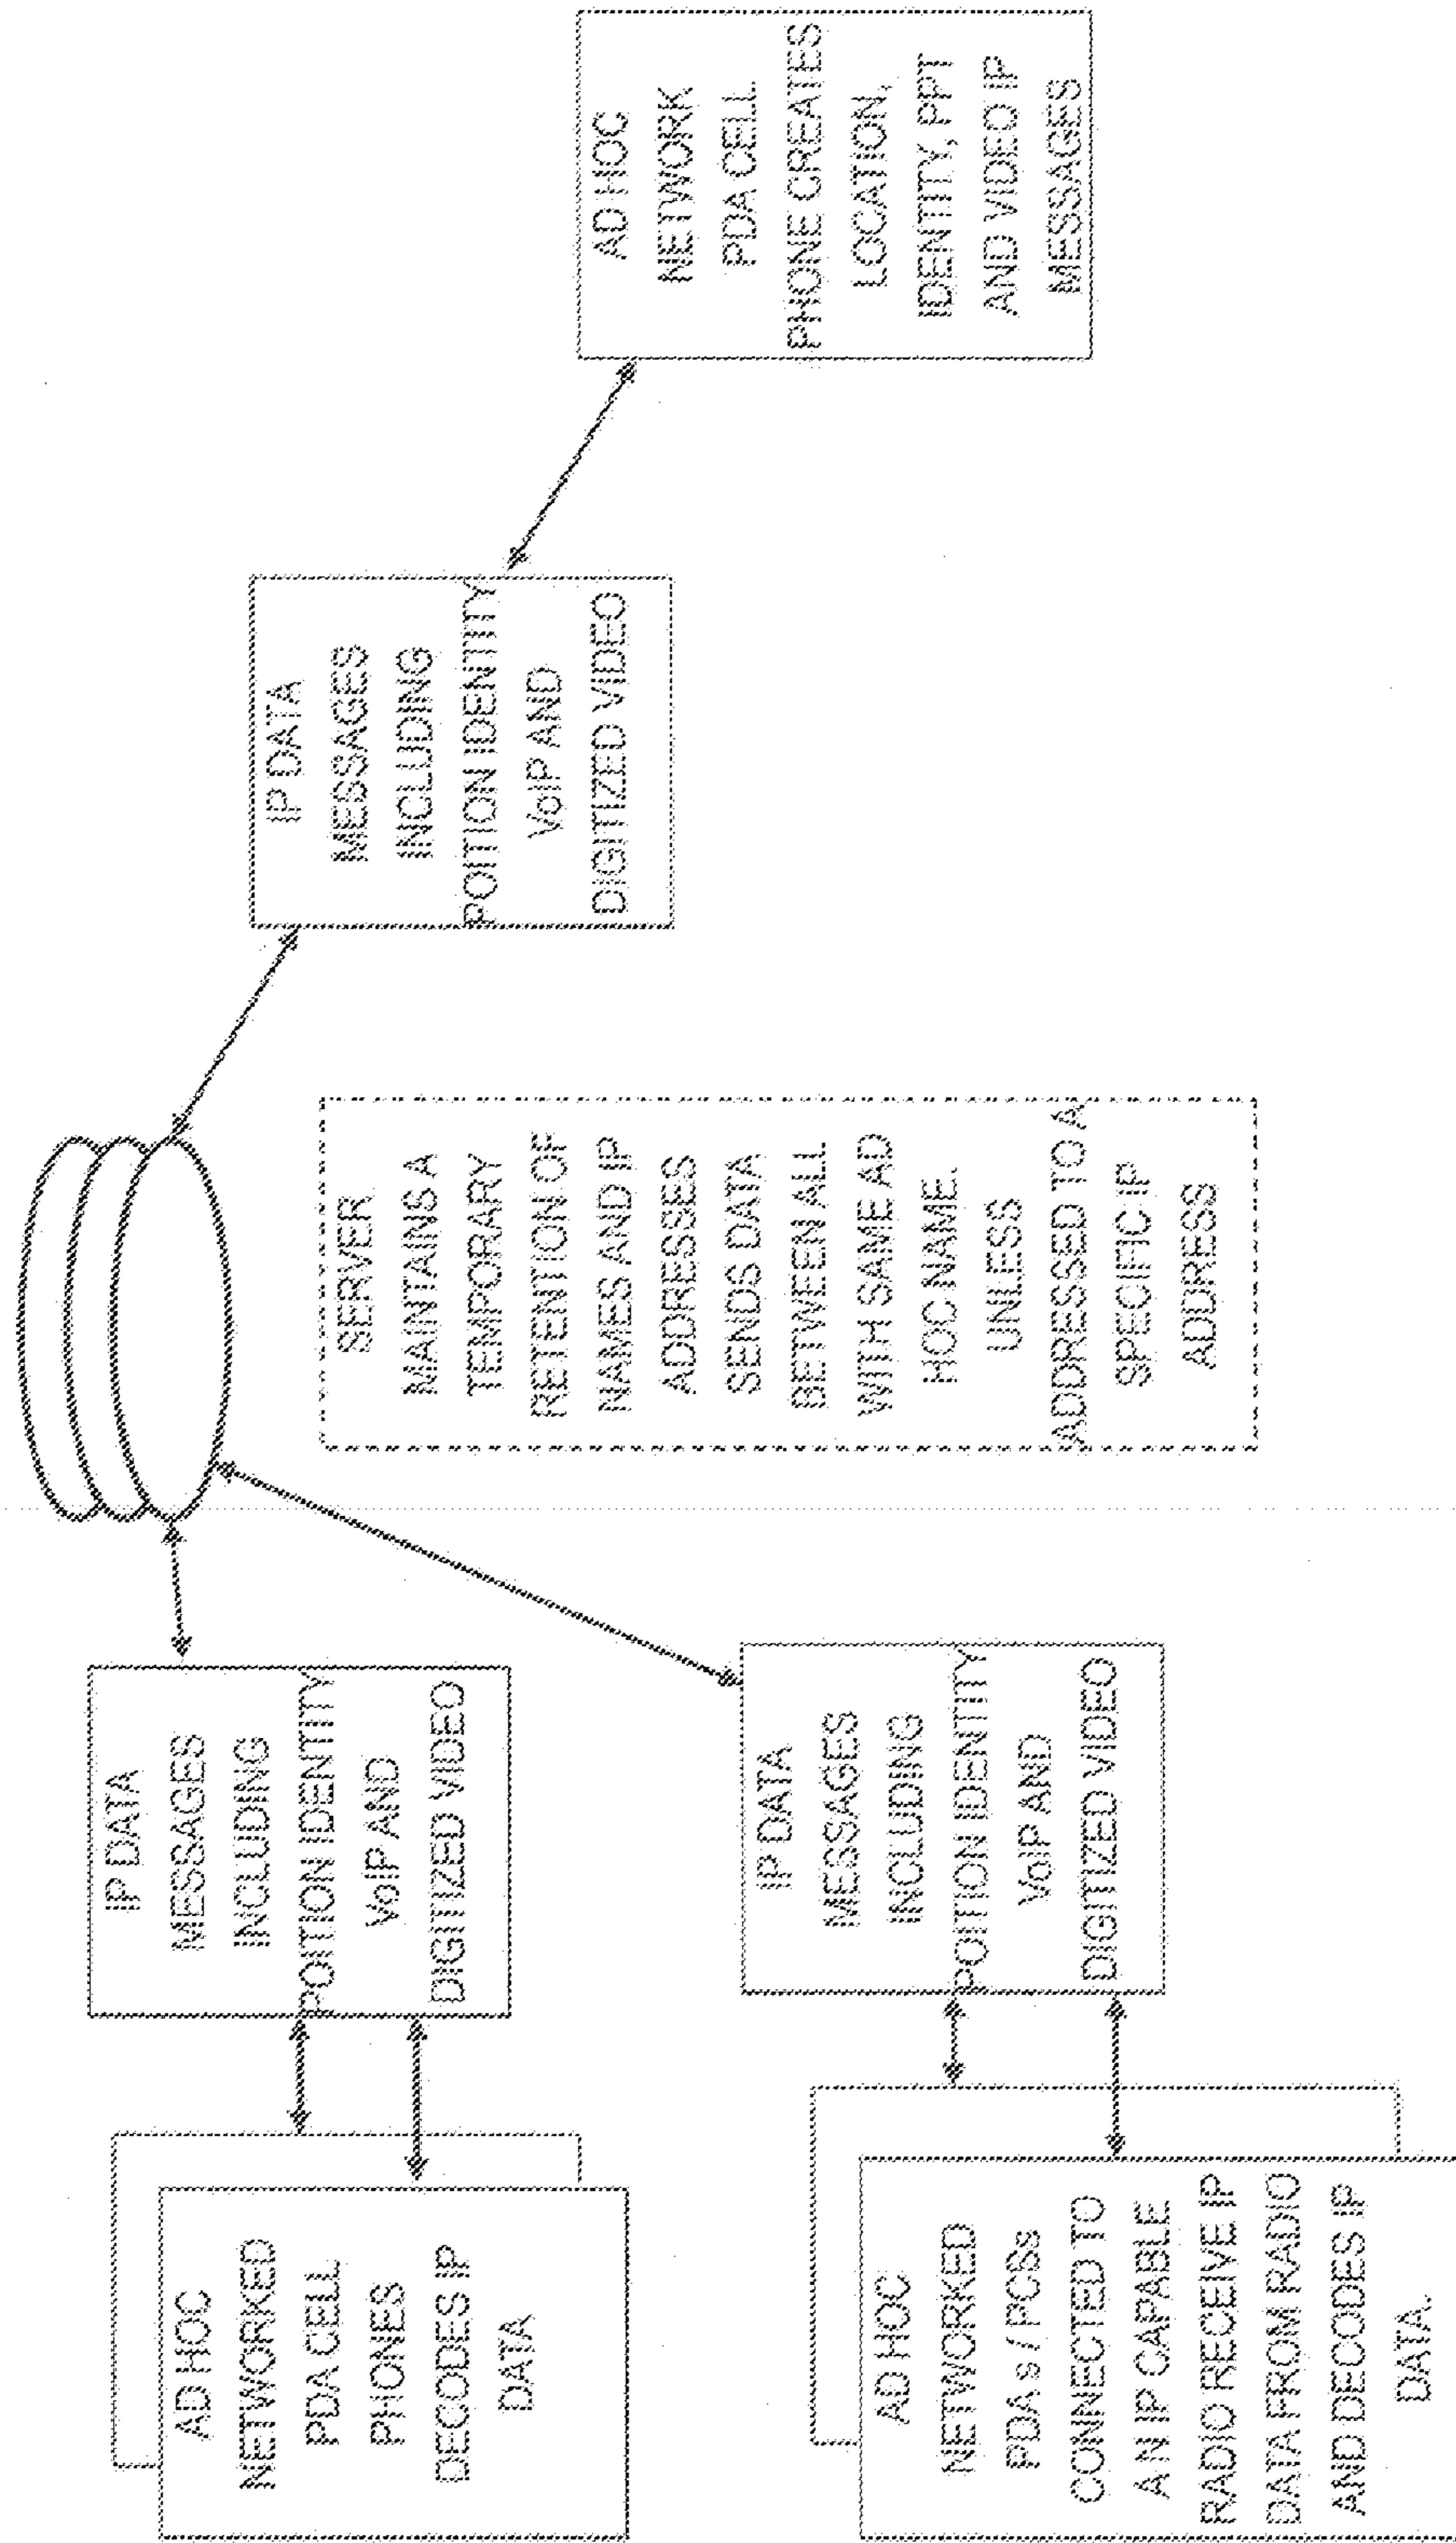 AD HOC
NETWORKED
PDA CELL
PHONES
DECODES IP
DATA
IP DATA
MESSAGES
INCLUDING
POITION IDENTITY
VoIP AND
DIGITIZED VIDEO
SERVER
MAINTAINS A
TEMPORARY
RETENTION OF
NAMES AND IP
ADDRESSES
SENDS DATA
BETWEEN ALL
WITH SAME AD
HOC NAME.
UNLESS
ADDRESSED TO A
SPECIFIC IP
ADDRESS
IP DATA
MESSAGES
INCLUDING
POITION IDENTITY
VoIP AND
DIGITIZED VIDEO
AD HOC
NETWORK
PDA CELL
PHONE CREATES
LOCATION,
IDENTITY, PPT
AND VIDEO IP
MESSAGES
AD HOC
NETWORKED
PDAs / PCSs
CONNECTED TO
AN IP CAPABLE
RADIO RECEIVE IP
DATA FROM RADIO
AND DECODES IP
DATA.
IP DATA
MESSAGES
INCLUDING
POITION IDENTITY
VoIP AND
DIGITIZED VIDEO